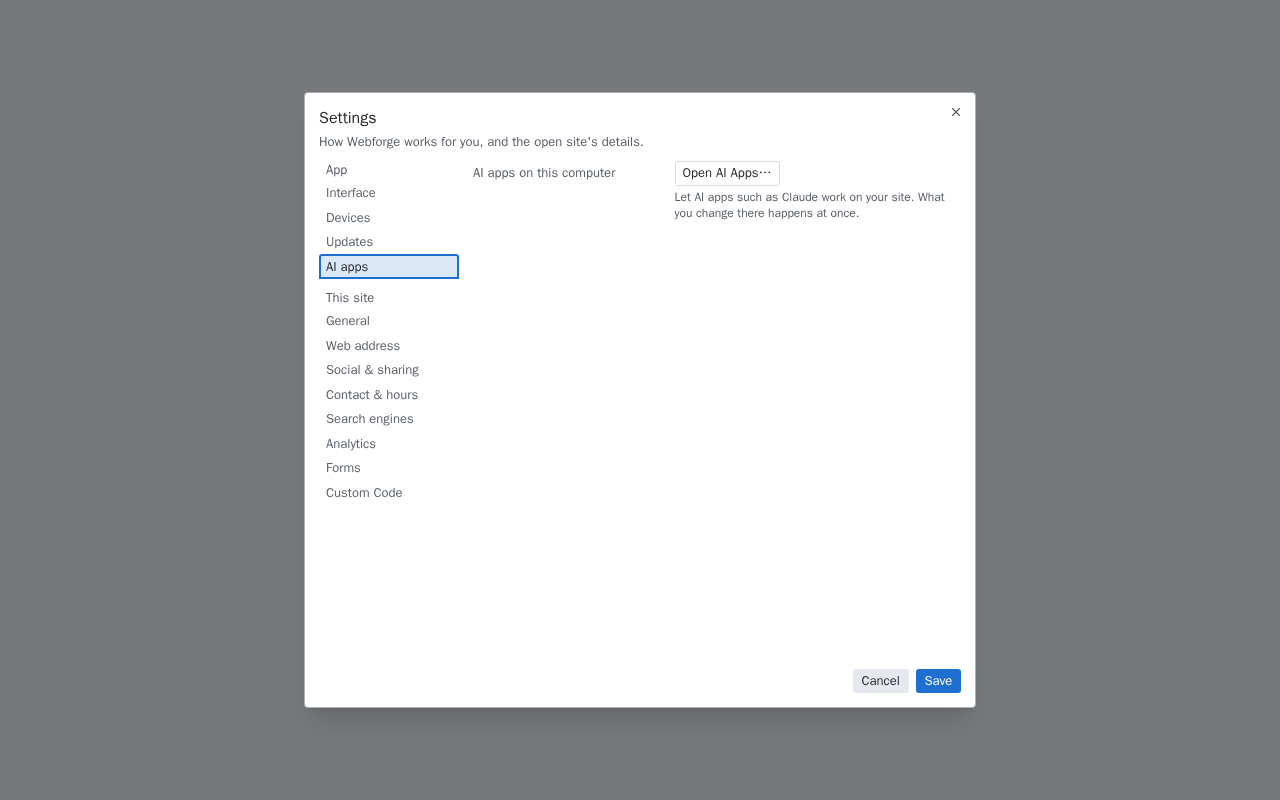 Settings
How Webforge works for you, and the open site's details.
App
Interface
Devices
Updates
AI apps
This site
General
Web address
Social & sharing
Contact & hours
Search engines
Analytics
Forms
Custom Code
AI apps on this computer
Open AI Apps···
Let AI apps such as Claude work on your site. What
you change there happens at once.
Cancel
Save